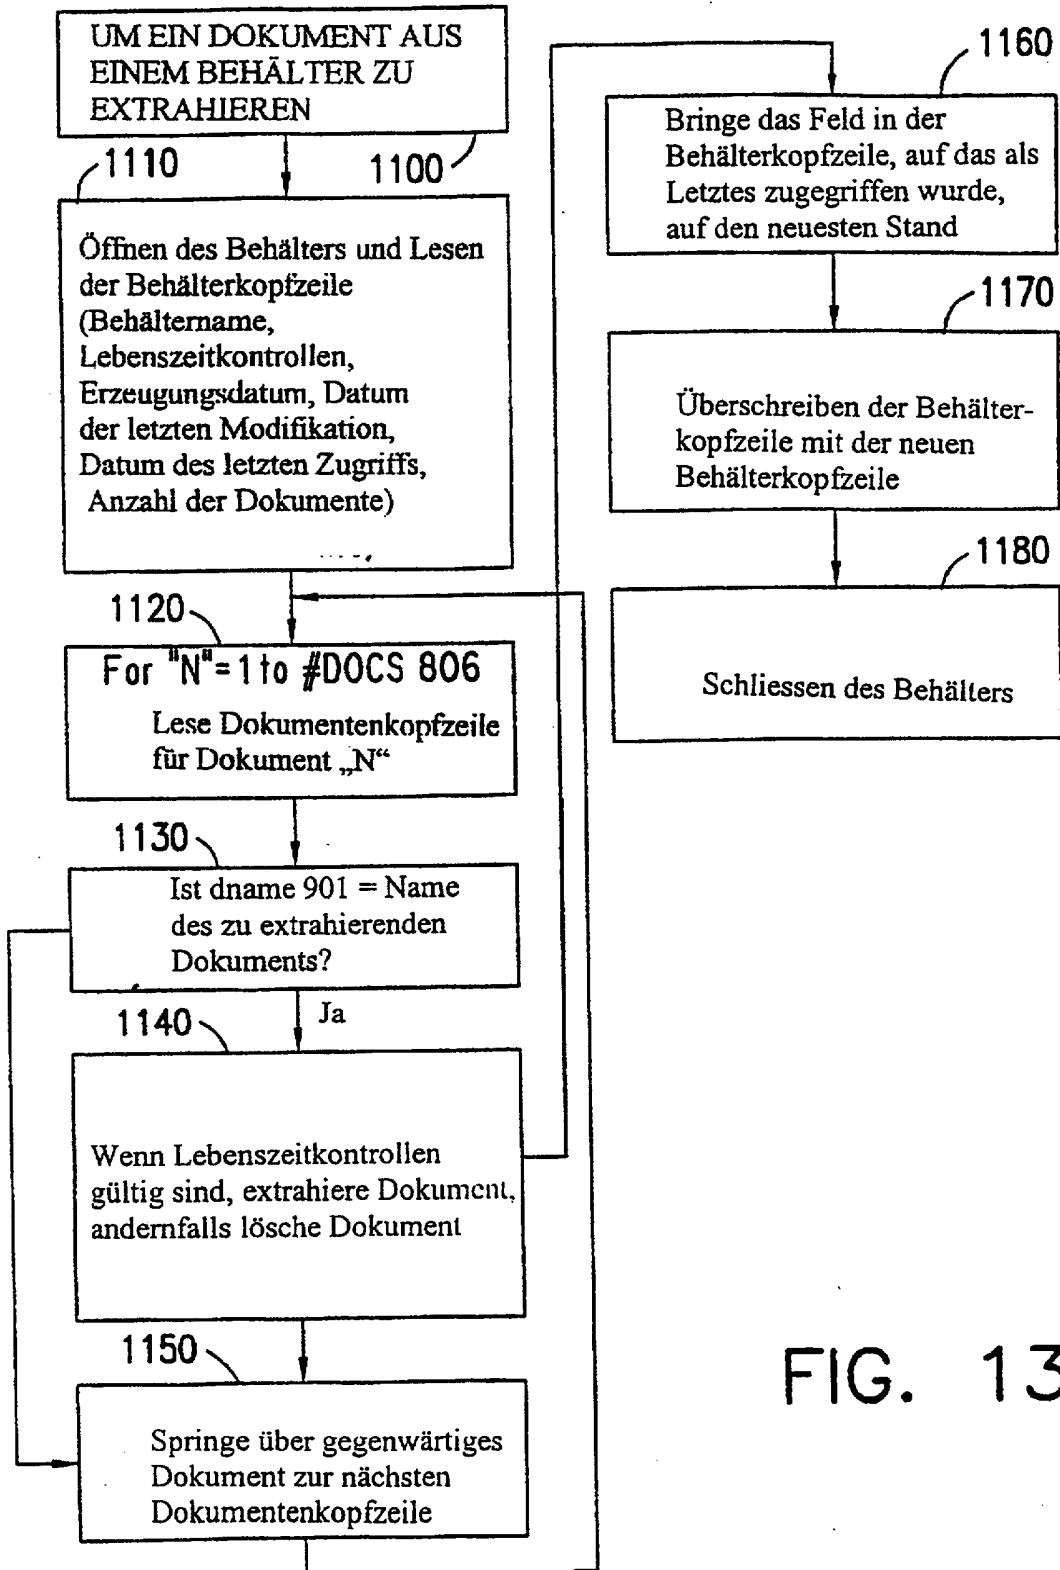 UM EIN DOKUMENT AUS
EINEM BEHÄLTER ZU
EXTRAHIEREN
1100
1110
Öffnen des Behälters und Lesen
der Behälterkopfzeile
(Behältername,
Lebenszeitkontrollen,
Erzeugungsdatum, Datum
der letzten Modifikation,
Datum des letzten Zugriffs,
Anzahl der Dokumente)
1120
For "N"=1 to #DOCS 806
Lese Dokumentenkopfzeile
für Dokument „N“
1130
Ist dname 901 = Name
des zu extrahierenden
Dokuments?
Ja
1140
Wenn Lebenszeitkontrollen
gültig sind, extrahiere Dokument,
andernfalls lösche Dokument
1150
Springe über gegenwärtiges
Dokument zur nächsten
Dokumentenkopfzeile
1160
Bringe das Feld in der
Behälterkopfzeile, auf das als
Letztes zugegriffen wurde,
auf den neuesten Stand
1170
Überschreiben der Behälter-
kopfzeile mit der neuen
Behälterkopfzeile
1180
Schliessen des Behälters
FIG. 13